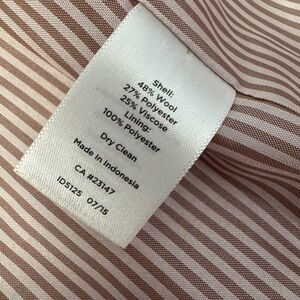 Shell:
48% Wool
27% Polyester
25% Viscose
Lining:
100% Polyester
Dry Clean
Made in Indonesia
CA #23147
ID5125 07/15